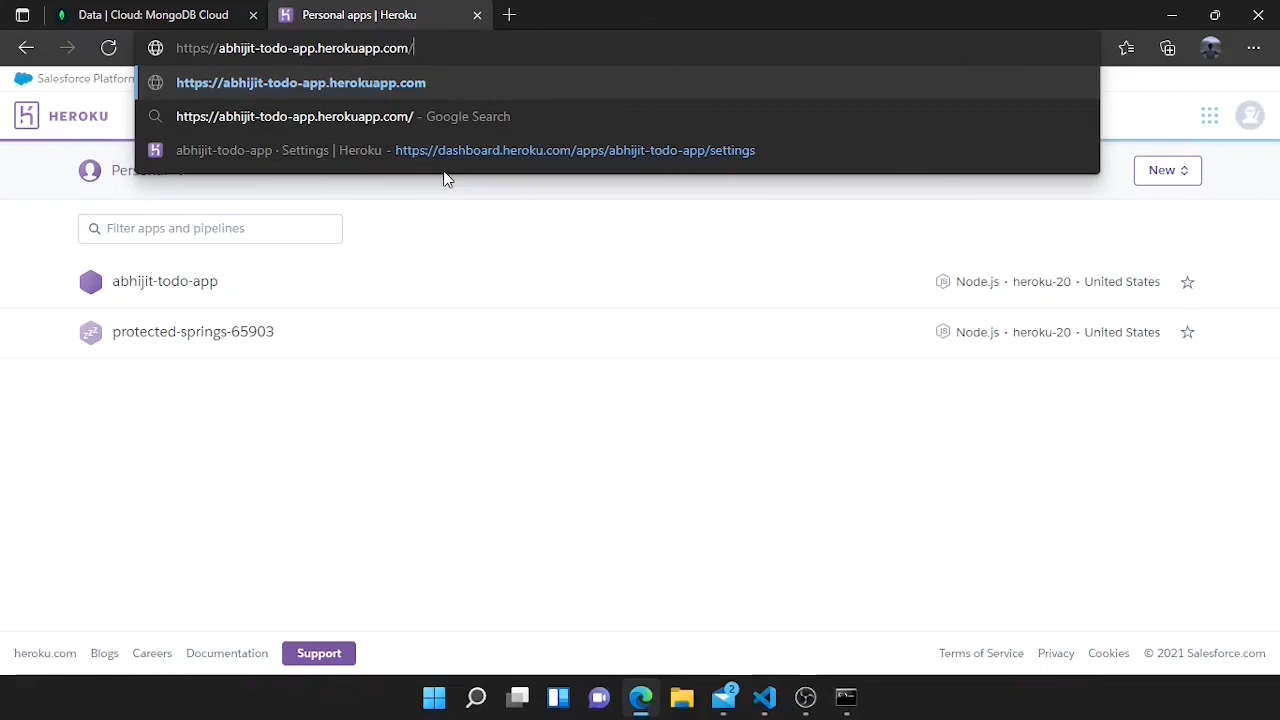 Data | Cloud: MongoDB Cloud
Personal apps | Heroku
https://abhijit-todo-app.herokuapp.com/
https://abhijit-todo-app.herokuapp.com
https://abhijit-todo-app.herokuapp.com/ - Google Search
abhijit-todo-app · Settings | Heroku - https://dashboard.heroku.com/apps/abhijit-todo-app/settings
Salesforce Platform
HEROKU
New
Filter apps and pipelines
abhijit-todo-app
Node.js · heroku-20 · United States
protected-springs-65903
Node.js · heroku-20 · United States
heroku.com Blogs Careers Documentation Support Terms of Service Privacy Cookies © 2021 Salesforce.com
2